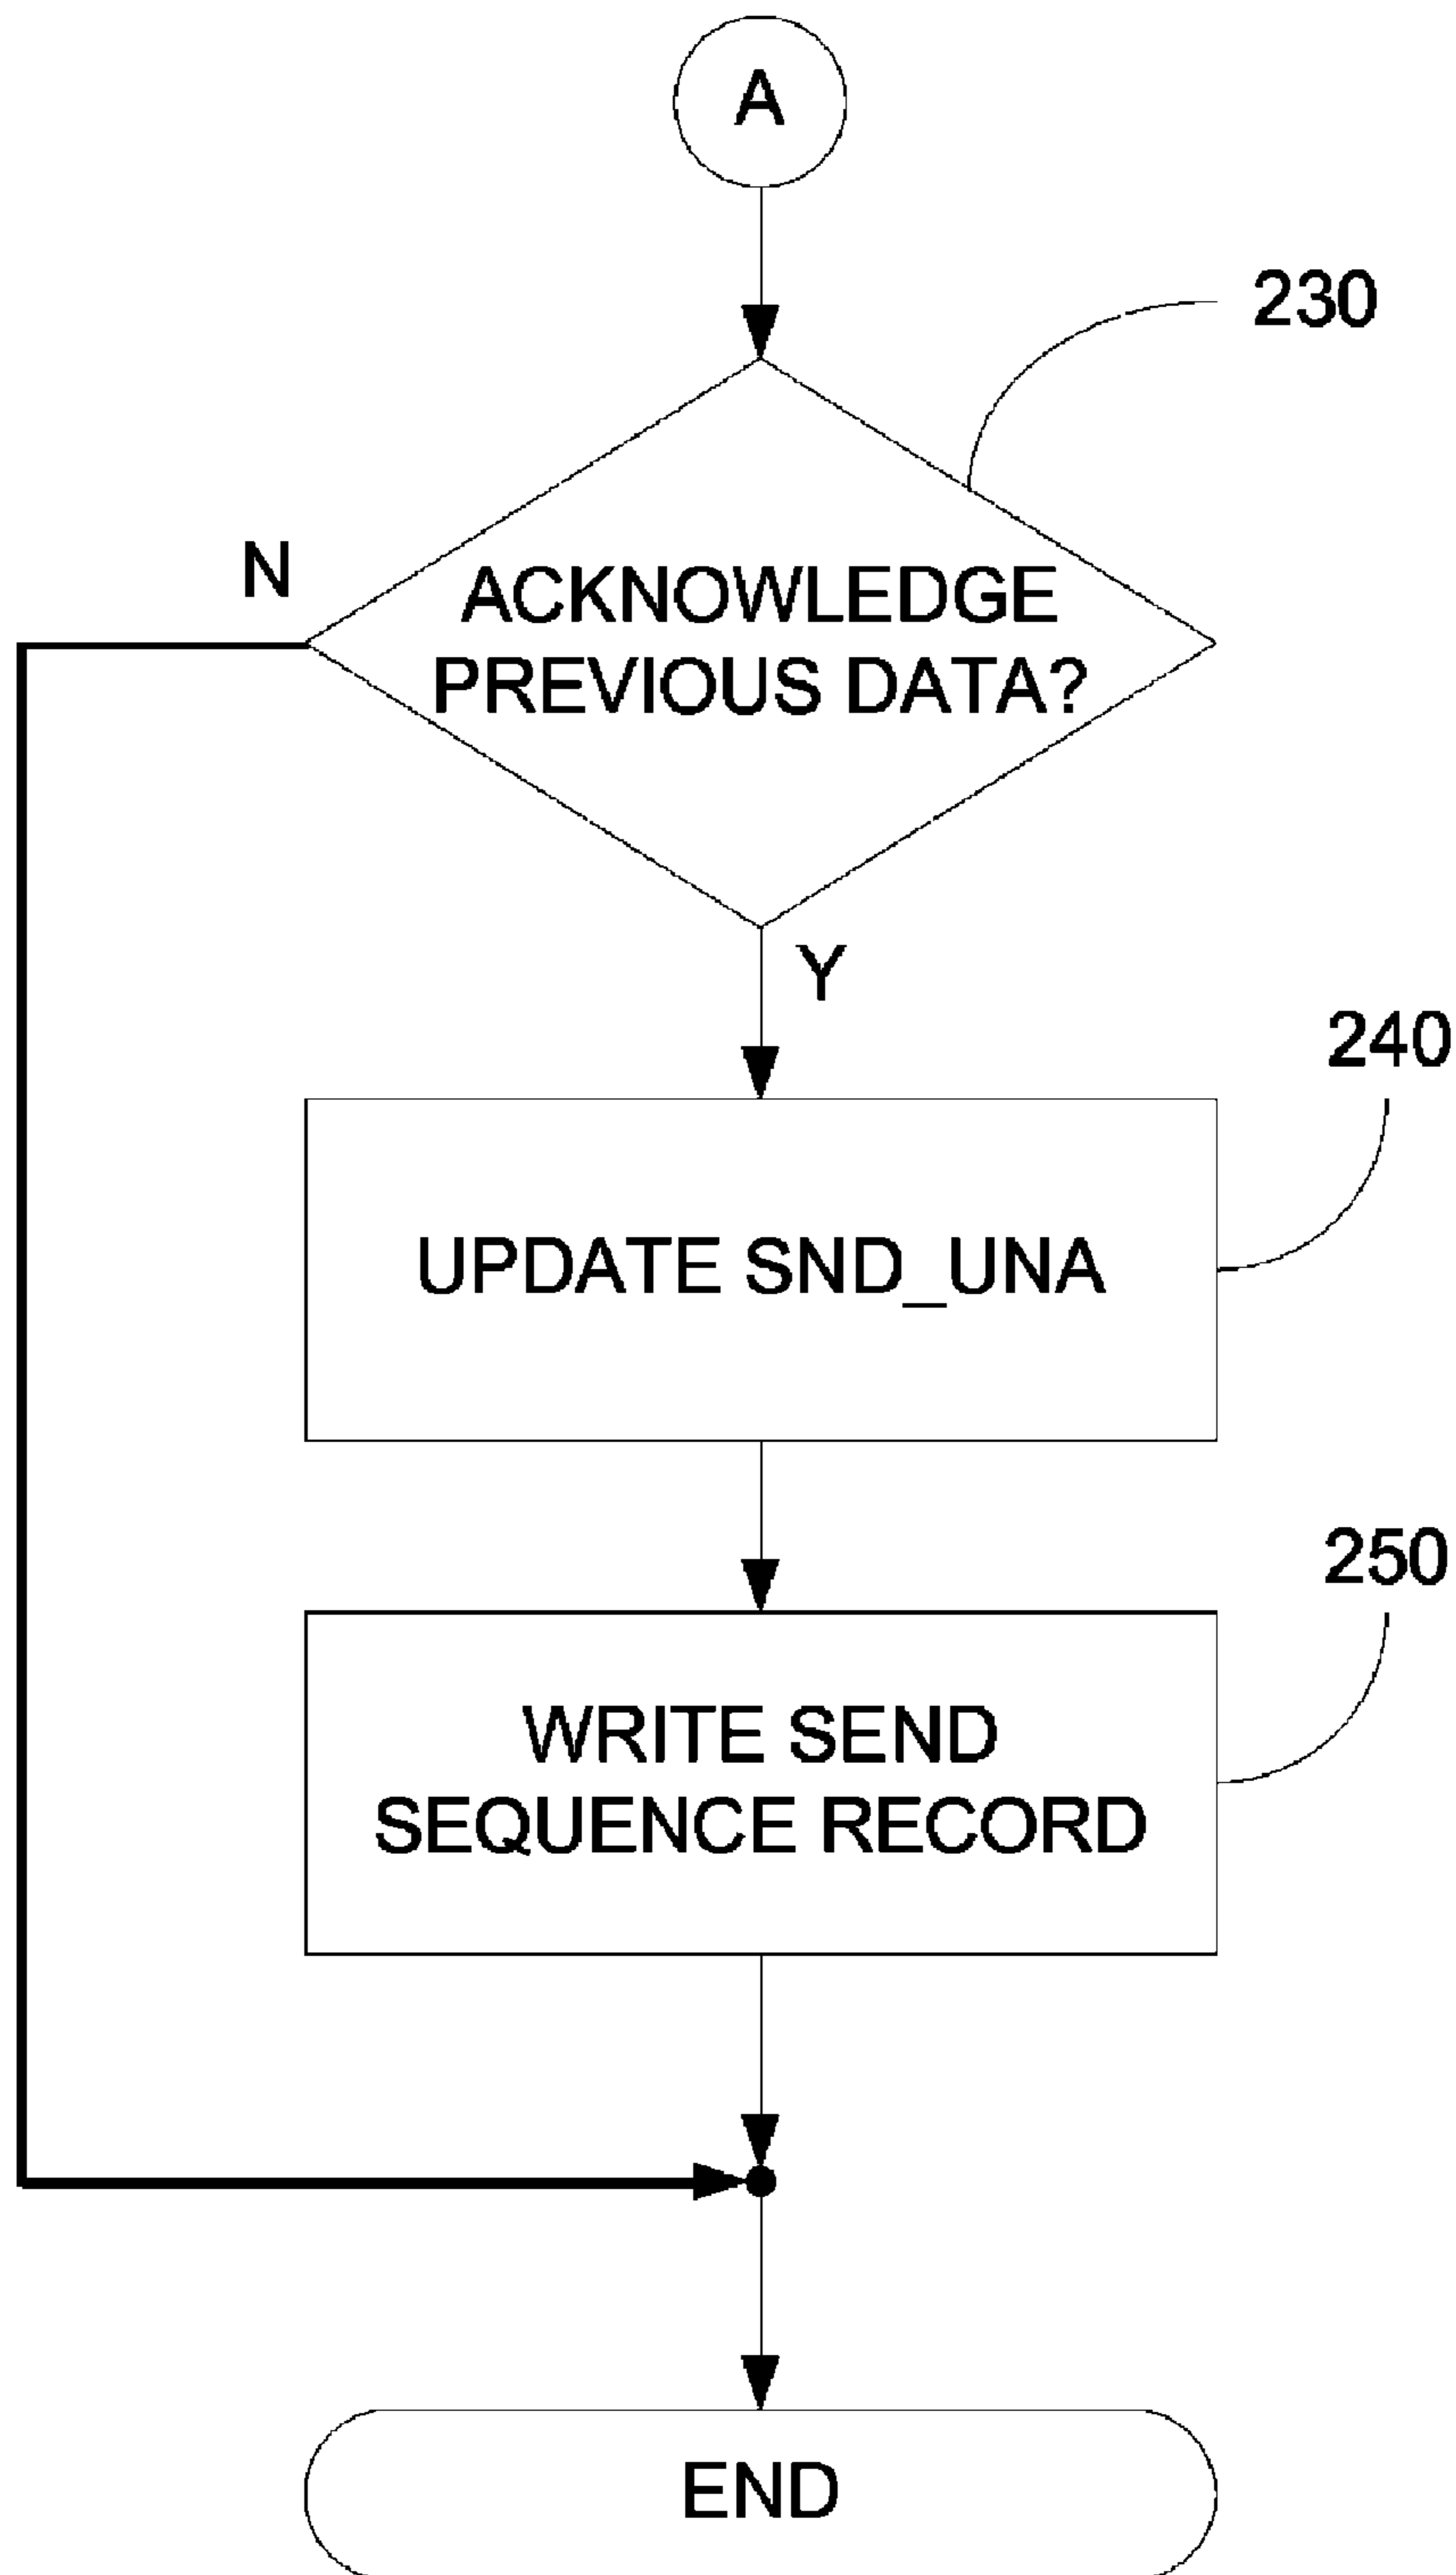 A
230
N
ACKNOWLEDGE
PREVIOUS DATA?
Y
240
UPDATE SND_UNA
250
WRITE SEND
SEQUENCE RECORD
END